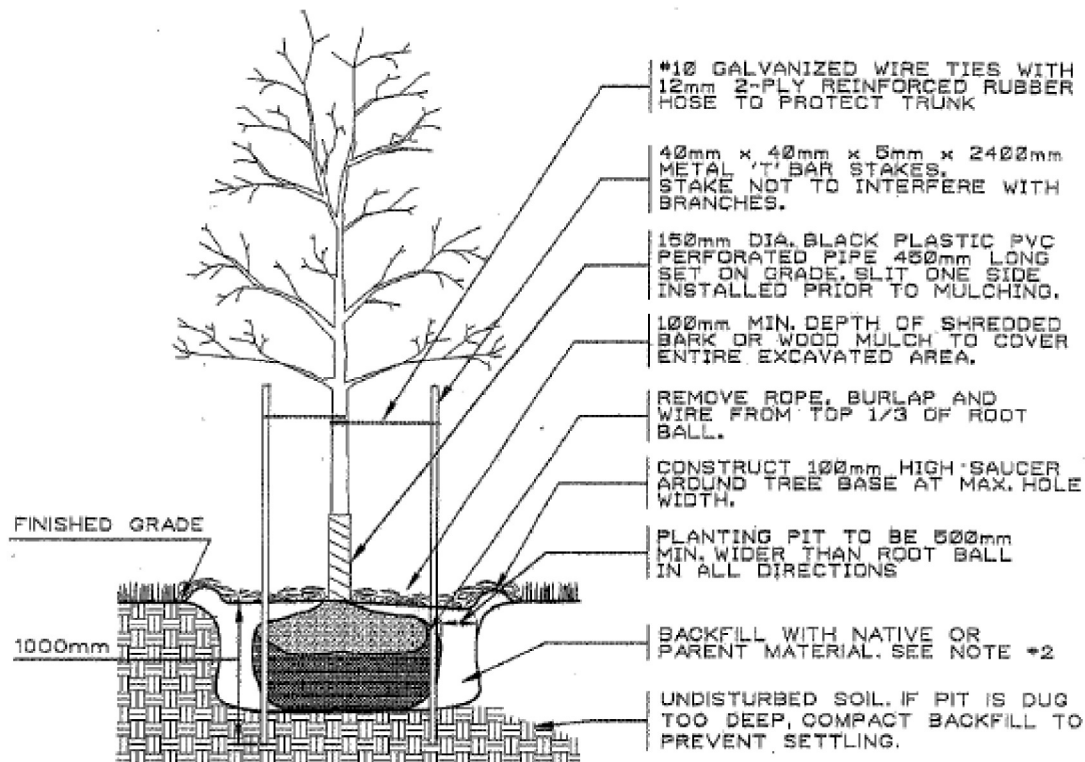 #10 GALVANIZED WIRE TIES WITH
12mm 2-PLY REINFORCED RUBBER
HOSE TO PROTECT TRUNK
40mm x 40mm x 5mm x 2400mm
METAL 'T' BAR STAKES.
STAKE NOT TO INTERFERE WITH
BRANCHES.
150mm DIA. BLACK PLASTIC PVC
PERFORATED PIPE 450mm LONG
SET ON GRADE. SLIT ONE SIDE
INSTALLED PRIOR TO MULCHING.
100mm MIN. DEPTH OF SHREDDED
BARK OR WOOD MULCH TO COVER
ENTIRE EXCAVATED AREA.
REMOVE ROPE, BURLAP AND
WIRE FROM TOP 1/3 OF ROOT
BALL.
CONSTRUCT 100mm HIGH SAUCER
AROUND TREE BASE AT MAX. HOLE
WIDTH.
FINISHED GRADE
PLANTING PIT TO BE 500mm
MIN. WIDER THAN ROOT BALL
IN ALL DIRECTIONS
1000mm
BACKFILL WITH NATIVE OR
PARENT MATERIAL. SEE NOTE #2
UNDISTURBED SOIL. IF PIT IS DUG
TOO DEEP, COMPACT BACKFILL TO
PREVENT SETTLING.